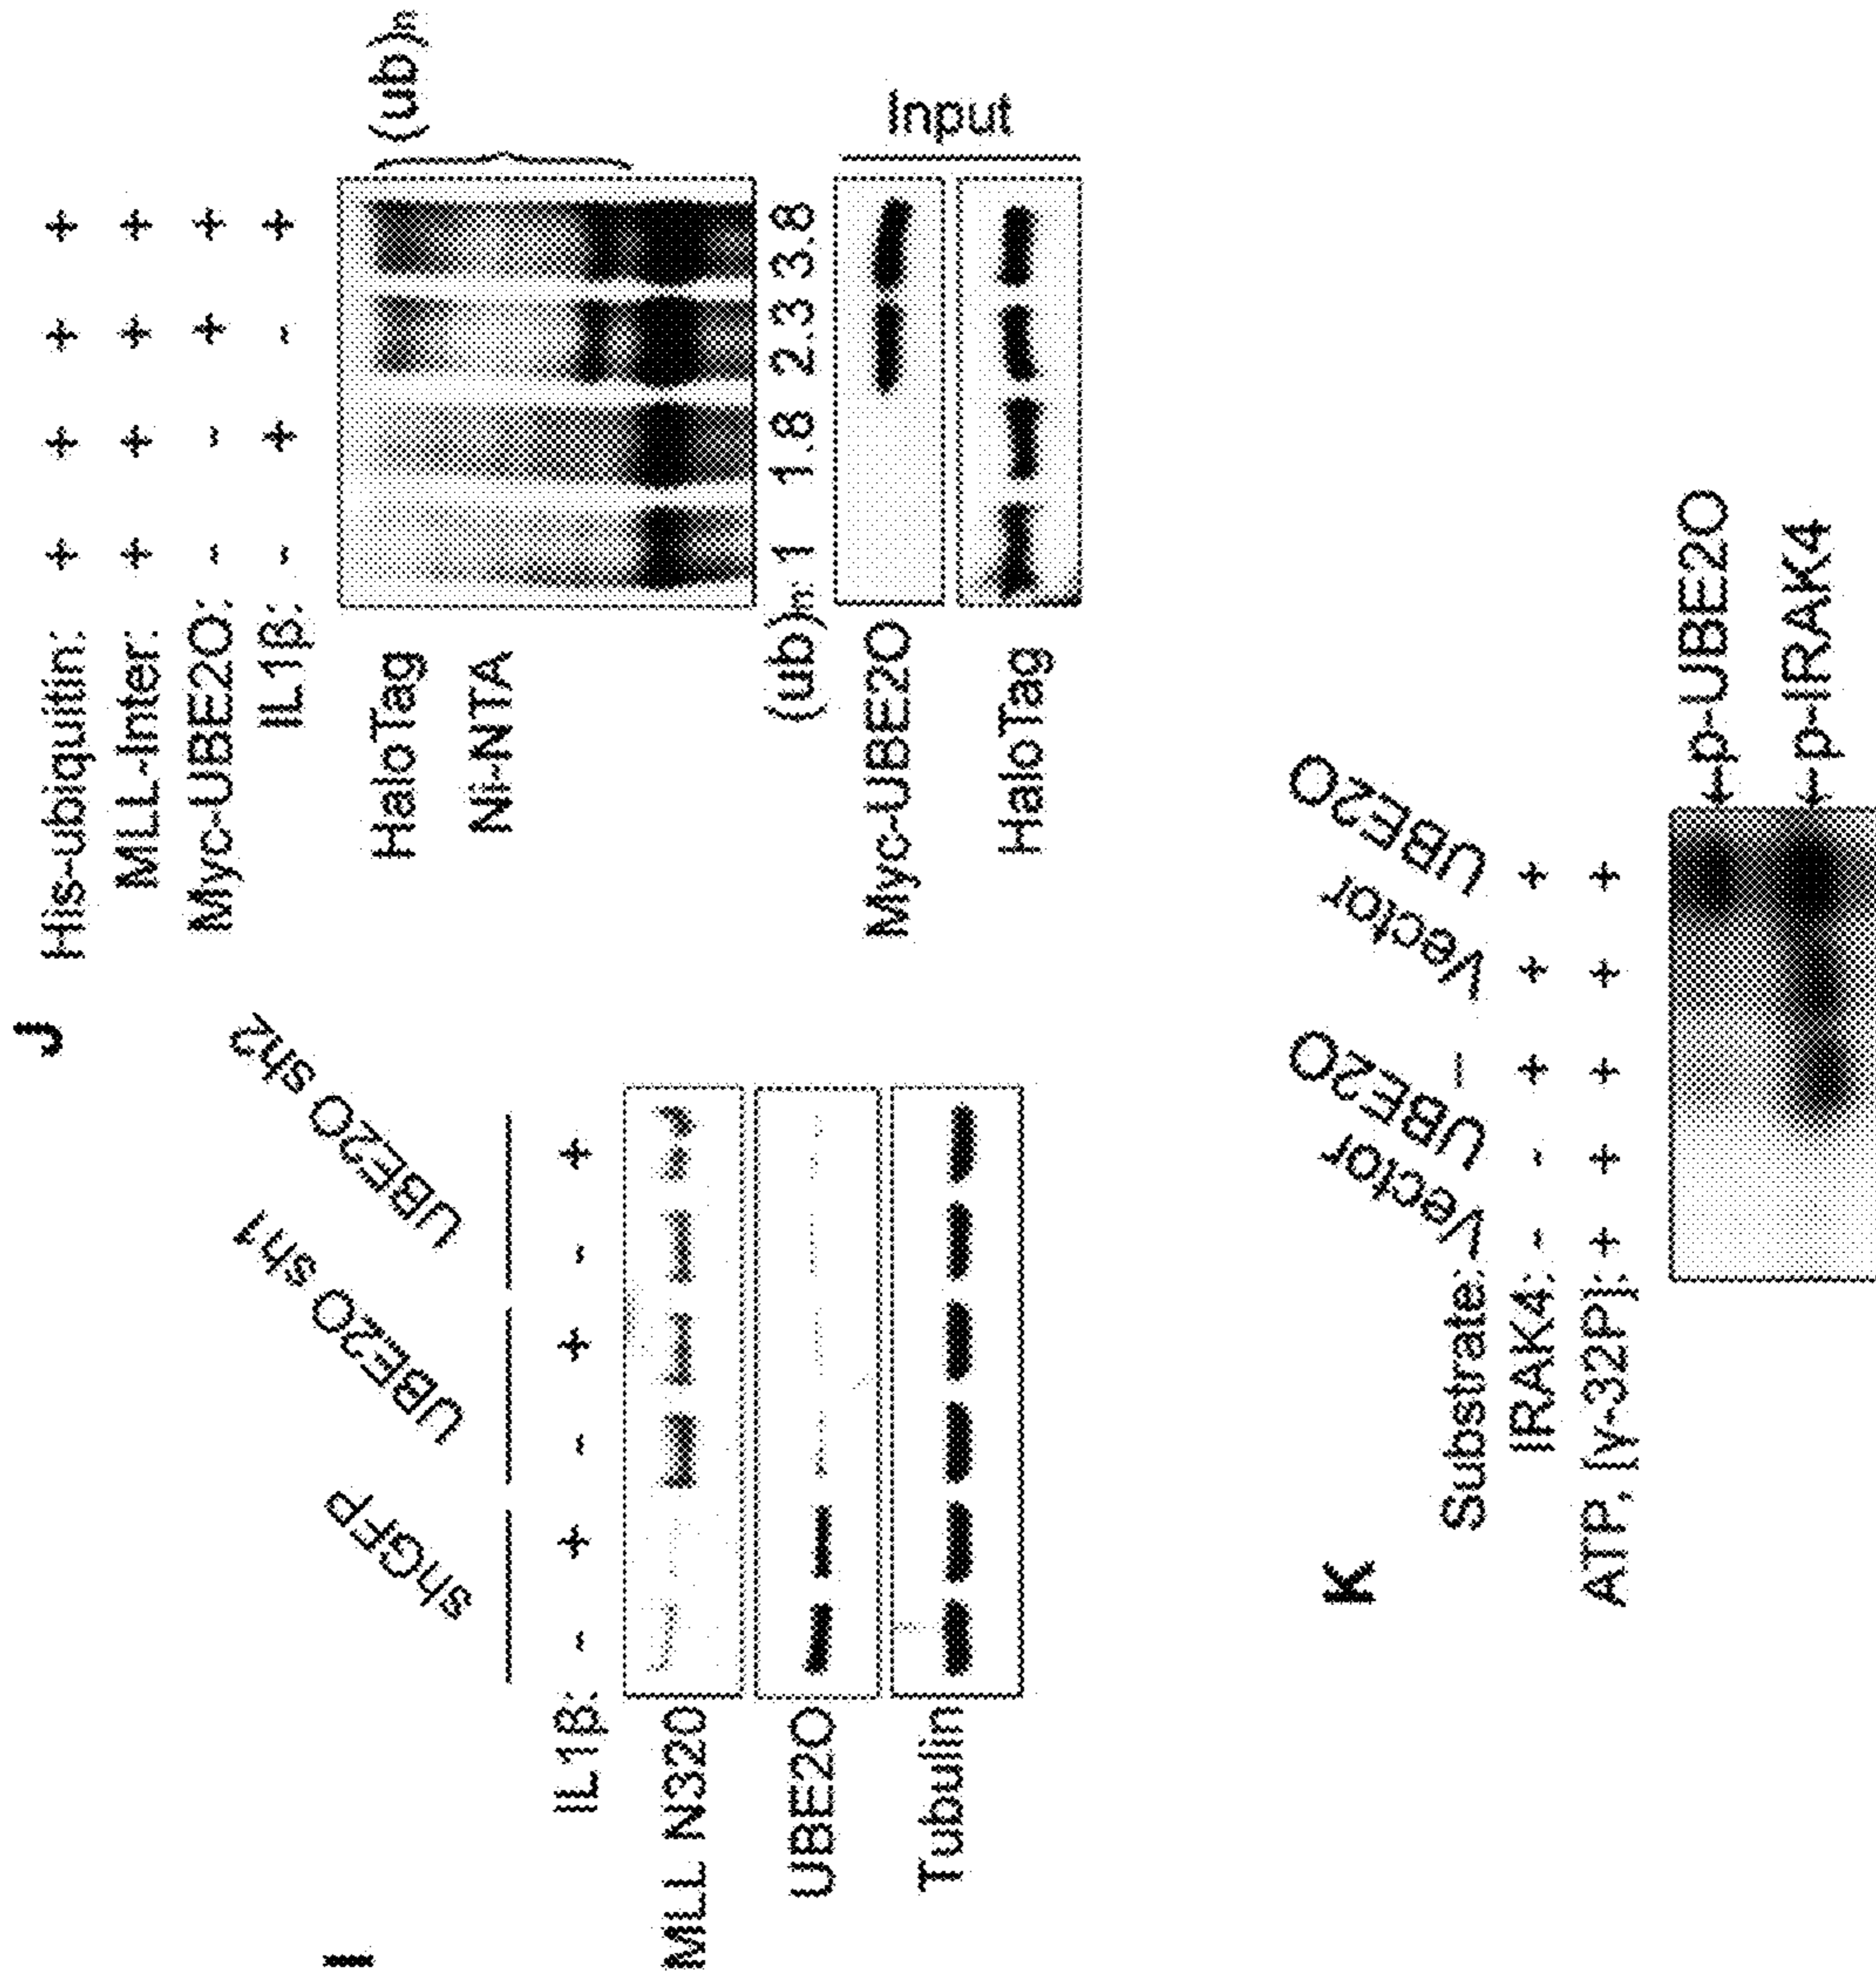 I
shGFP UBE2O sh1 UBE2O sh2
IL1β: - + - + - +
MLL N320
UBE2O
Tubulin
J
His-ubiquitin: + + + +
MLL-Inter: + + + +
Myc-UBE2O: - - + +
IL1β: - + - +
HaloTag
Ni-NTA
(ub)n
(ub)n: 1 1.8 2.3 3.8
Myc-UBE2O
HaloTag
Input
K
Substrate: Vector UBE2O – Vector UBE2O
IRAK4: - - + + +
ATP, [γ-32P]: + + + + +
←p-UBE2O
←p-IRAK4